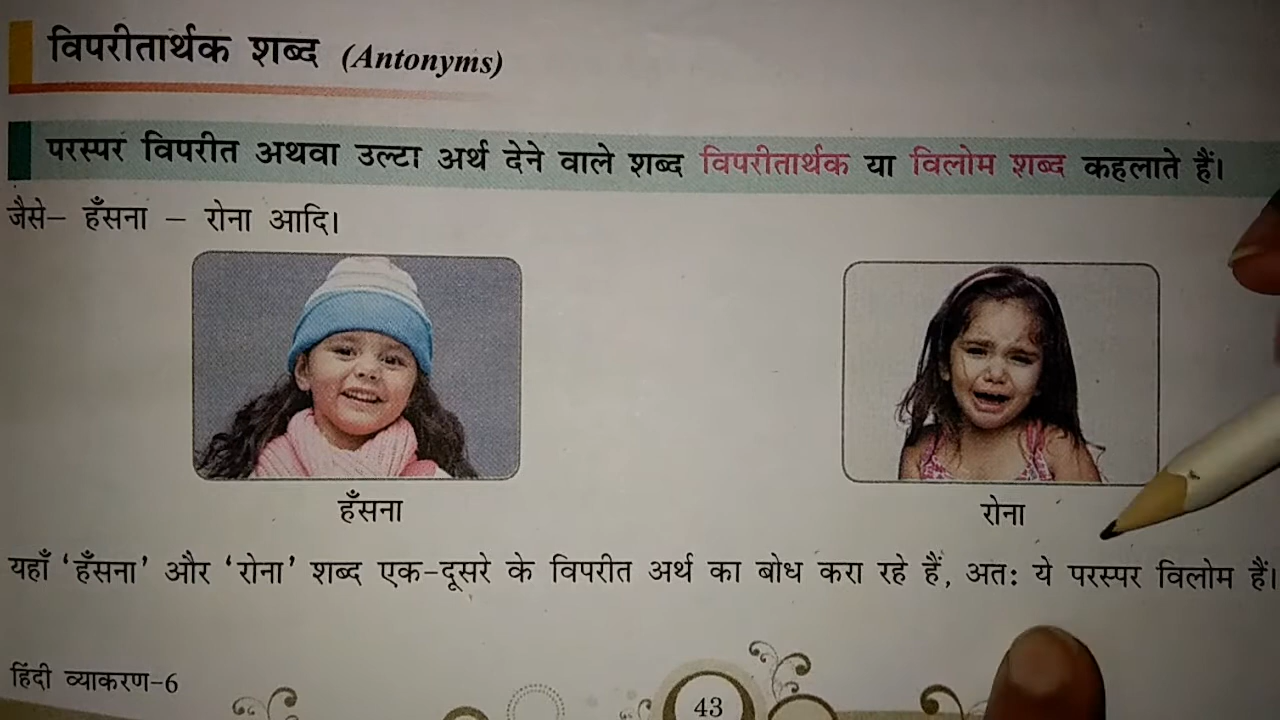 विपरीतार्थक शब्द (Antonyms)
परस्पर विपरीत अथवा उल्टा अर्थ देने वाले शब्द विपरीतार्थक या विलोम शब्द कहलाते हैं।
जैसे– हँसना – रोना आदि।
हँसना
रोना
यहाँ ‘हँसना’ और ‘रोना’ शब्द एक-दूसरे के विपरीत अर्थ का बोध करा रहे हैं, अतः ये परस्पर विलोम हैं।
हिंदी व्याकरण-6
43